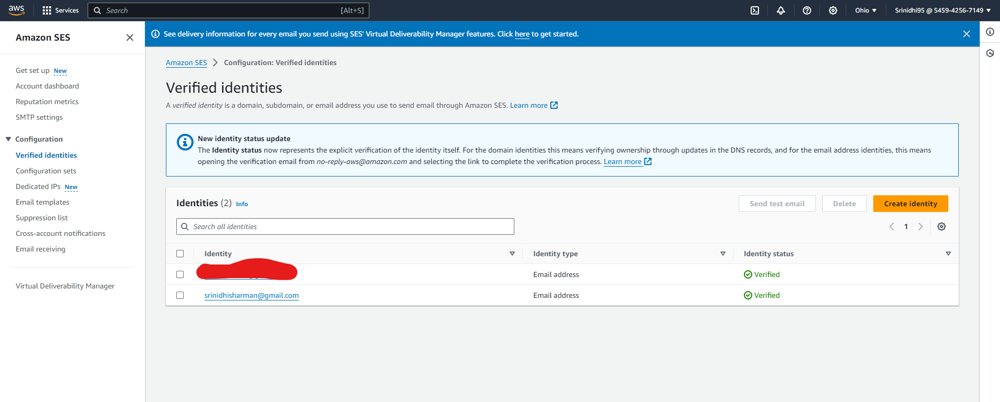 aws Services Search [Alt+S] Ohio ▼ Srinidhi95 @ 5459-4256-7149 ▼
Amazon SES
See delivery information for every email you send using SES' Virtual Deliverability Manager features. Click here to get started.
Get set up New
Account dashboard
Reputation metrics
SMTP settings
Configuration
Verified identities
Configuration sets
Dedicated IPs New
Email templates
Suppression list
Cross-account notifications
Email receiving
Virtual Deliverability Manager
Amazon SES > Configuration: Verified identities
Verified identities
A verified identity is a domain, subdomain, or email address you use to send email through Amazon SES. Learn more
New identity status update
The Identity status now represents the explicit verification of the identity itself. For the domain identities this means verifying ownership through updates in the DNS records, and for the email address identities, this means
opening the verification email from no-reply-aws@amazon.com and selecting the link to complete the verification process. Learn more
Identities (2) Info Send test email Delete Create identity
Search all identities 1
Identity Identity type Identity status
Email address Verified
srinidhisharman@gmail.com Email address Verified